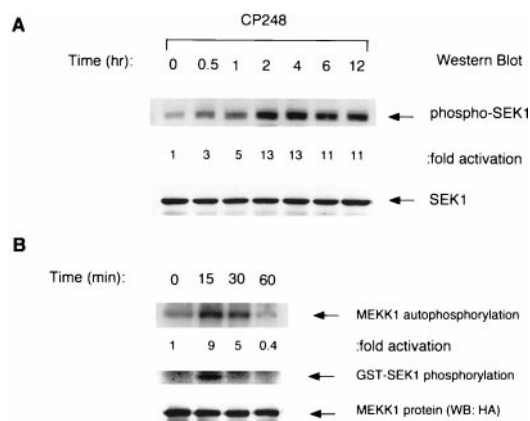 A
CP248
Time (hr): 0 0.5 1 2 4 6 12 Western Blot
phospho-SEK1
1 3 5 13 13 11 11 :fold activation
SEK1
B
Time (min): 0 15 30 60
MEKK1 autophosphorylation
1 9 5 0.4 :fold activation
GST-SEK1 phosphorylation
MEKK1 protein (WB: HA)